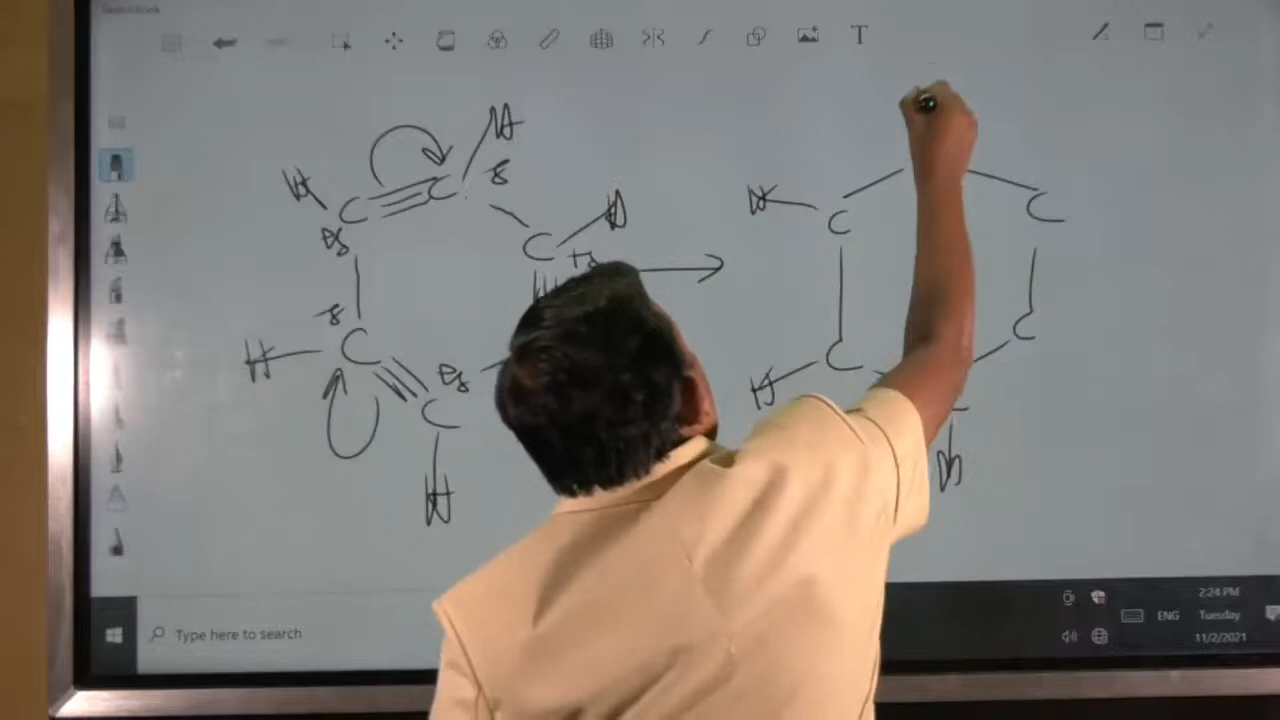 T
H
H C ≡ C δ
C H
+δ
H C
C
H
H C C
C C
H
H
Type here to search
2:24 PM
ENG Tuesday
11/2/2021